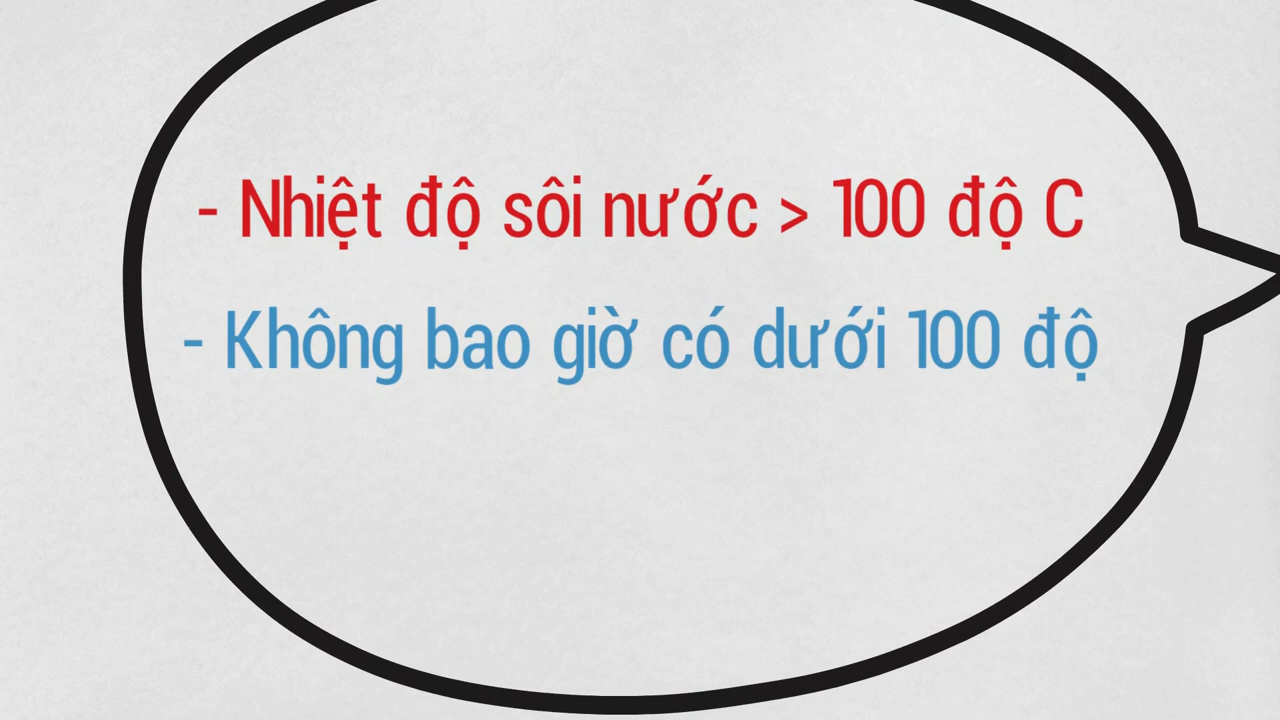 - Nhiệt độ sôi nước > 100 độ C
- Không bao giờ có dưới 100 độ